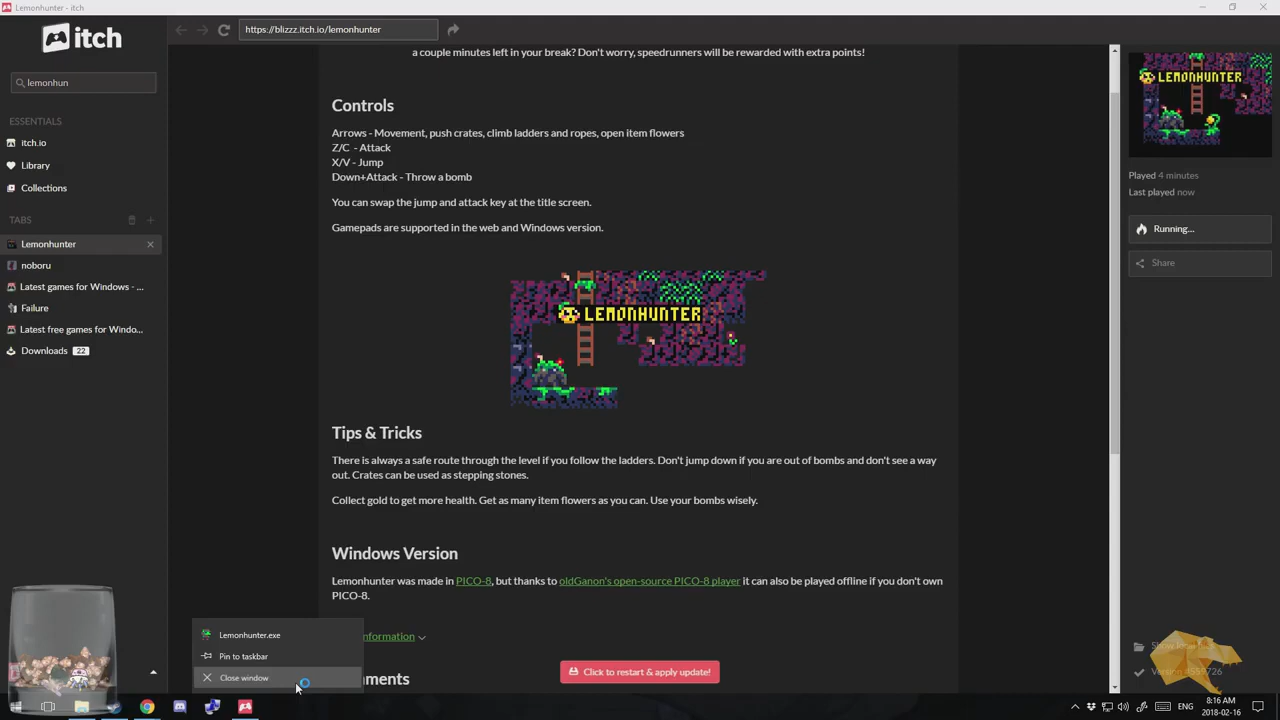 Lemonhunter - itch
itch
https://blizzz.itch.io/lemonhunter
lemonhun
ESSENTIALS
itch.io
Library
Collections
TABS
Lemonhunter
noboru
Latest games for Windows - ...
Failure
Latest free games for Windo...
Downloads 22
a couple minutes left in your break? Don't worry, speedrunners will be rewarded with extra points!
Controls
Arrows - Movement, push crates, climb ladders and ropes, open item flowers
Z/C - Attack
X/V - Jump
Down+Attack - Throw a bomb
You can swap the jump and attack key at the title screen.
Gamepads are supported in the web and Windows version.
LEMONHUNTER
Tips & Tricks
There is always a safe route through the level if you follow the ladders. Don't jump down if you are out of bombs and don't see a way
out. Crates can be used as stepping stones.
Collect gold to get more health. Get as many item flowers as you can. Use your bombs wisely.
Windows Version
Lemonhunter was made in PICO-8, but thanks to oldGanon's open-source PICO-8 player it can also be played offline if you don't own
PICO-8.
nformation
ments
Click to restart & apply update!
LEMONHUNTER
Played 4 minutes
Last played now
Running...
Share
Lemonhunter.exe
Pin to taskbar
Close window
ENG
8:16 AM
2018-02-16